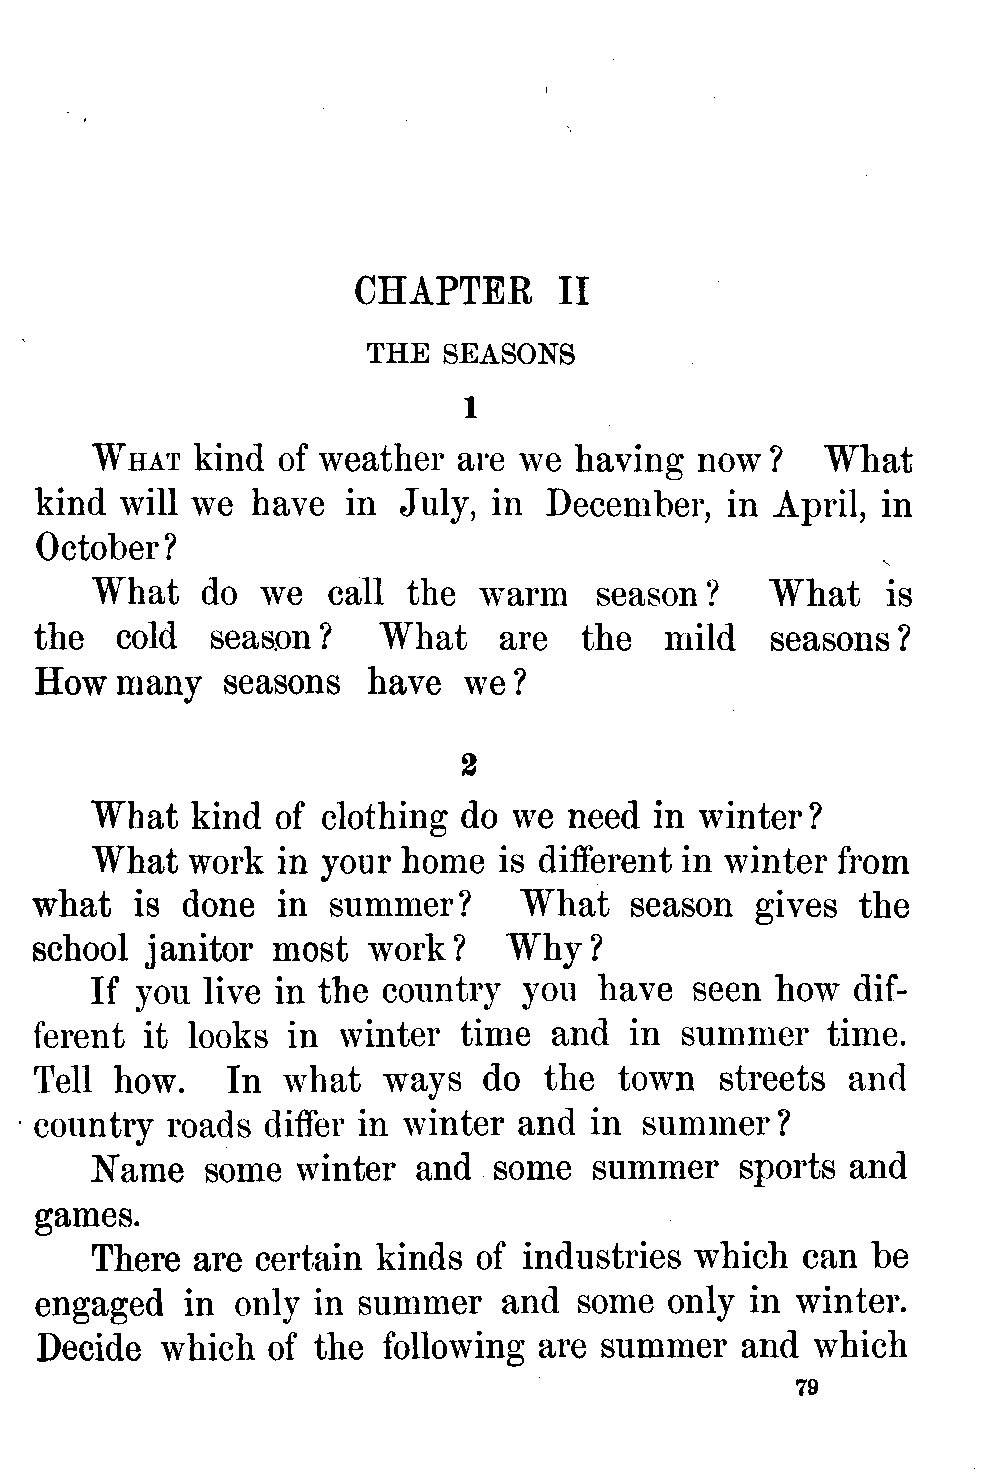 CHAPTER II
THE SEASONS
1
WHAT kind of weather are we having now? What
kind will we have in July, in December, in April, in
October?
What do we call the warm season? What is
the cold season? What are the mild seasons?
How many seasons have we?
2
What kind of clothing do we need in winter?
What work in your home is different in winter from
what is done in summer? What season gives the
school janitor most work? Why?
If you live in the country you have seen how dif-
ferent it looks in winter time and in summer time.
Tell how. In what ways do the town streets and
country roads differ in winter and in summer?
Name some winter and some summer sports and
games.
There are certain kinds of industries which can be
engaged in only in summer and some only in winter.
Decide which of the following are summer and which
79